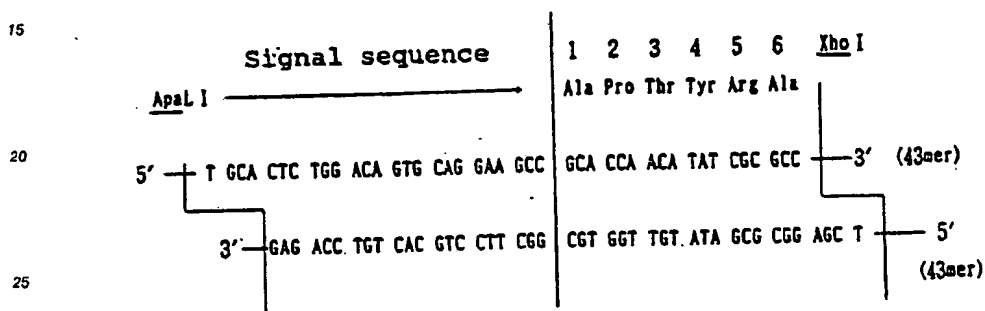 15
Signal sequence 1 2 3 4 5 6 Xho I
ApaL I Ala Pro Thr Tyr Arg Ala
20
5′ T GCA CTC TGG ACA GTG CAG GAA GCC GCA CCA ACA TAT CGC GCC 3′ (43mer)
3′ GAG ACC TGT CAC GTC CTT CGG CGT GGT TGT ATA GCG CGG AGC T 5′
25 (43mer)